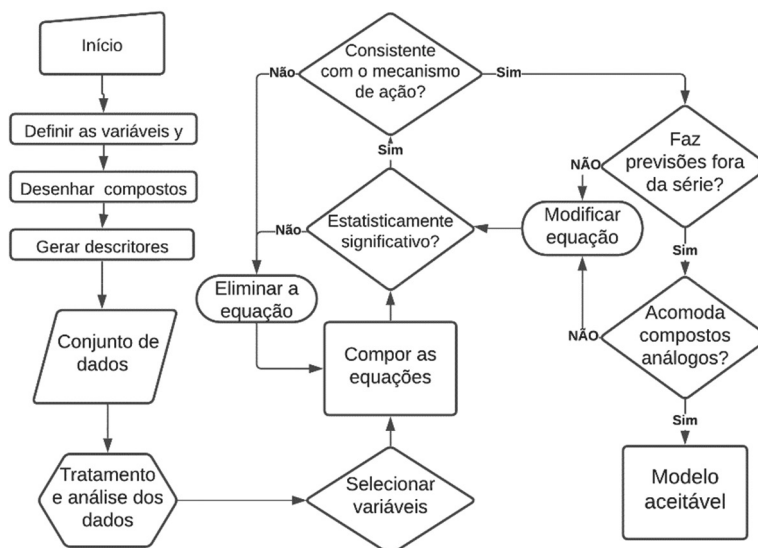 Início
Definir as variáveis y
Desenhar compostos
Gerar descritores
Conjunto de
dados
Tratamento
e análise dos
dados
Selecionar
variáveis
Compor as
equações
Eliminar a
equação
Estatisticamente
significativo?
Não
Sim
Consistente
com o mecanismo
de ação?
Não
Sim
Faz
previsões fora
da série?
NÃO
Sim
Modificar
equação
Acomoda
compostos
análogos?
NÃO
Sim
Modelo
aceitável